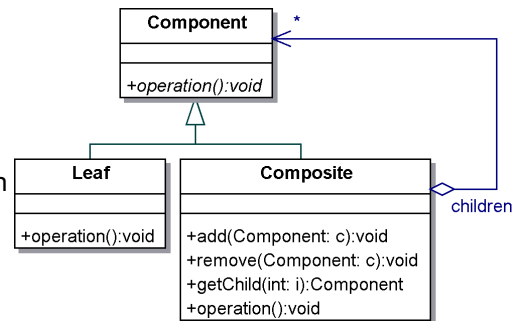 Component
*
+operation():void
n
Leaf
Composite
children
+operation():void
+add(Component: c):void
+remove(Component: c):void
+getChild(int: i):Component
+operation():void